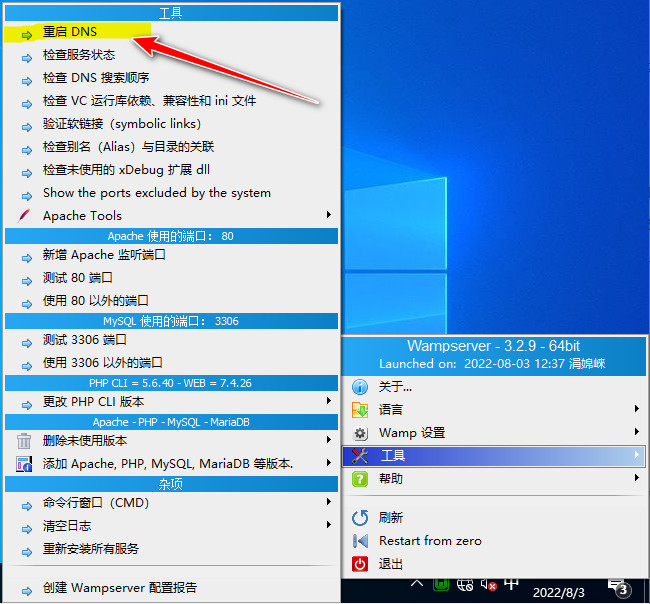 工具
重启 DNS
检查服务状态
检查 DNS 搜索顺序
检查 VC 运行库依赖、兼容性和 ini 文件
验证软链接（symbolic links）
检查别名（Alias）与目录的关联
检查未使用的 xDebug 扩展 dll
Show the ports excluded by the system
Apache Tools
Apache 使用的端口： 80
新增 Apache 监听端口
测试 80 端口
使用 80 以外的端口
MySQL 使用的端口： 3306
测试 3306 端口
使用 3306 以外的端口
PHP CLI = 5.6.40 - WEB = 7.4.26
更改 PHP CLI 版本
Apache - PHP - MySQL - MariaDB
删除未使用版本
添加 Apache, PHP, MySQL, MariaDB 等版本.
杂项
命令行窗口（CMD）
清空日志
重新安装所有服务
创建 Wampserver 配置报告
Wampserver - 3.2.9 - 64bit
Launched on: 2022-08-03 12:37 涓婂崍
关于...
语言
Wamp 设置
工具
帮助
刷新
Restart from zero
退出
中
2022/8/3
3